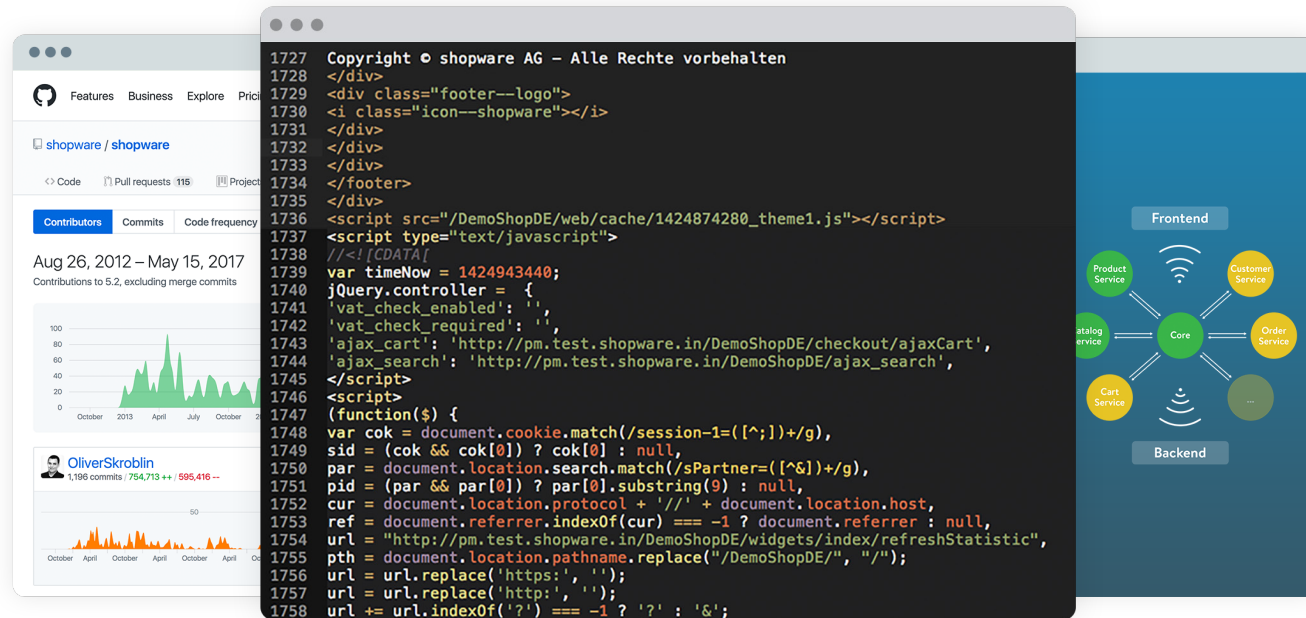 Features Business Explore
shopware / shopware
Code Pull requests 115
Contributors Commits Code frequency
Aug 26, 2012 – May 15, 2017
Contributions to 5.2, excluding merge commits
100
80
60
40
20
0
October 2013 April July October
OliverSkroblin
1,196 commits / 754,713 ++ / 595,416 --
50
October April October April October April
1727 Copyright © shopware AG – Alle Rechte vorbehalten
1728 </div>
1729 <div class="footer--logo">
1730 <i class="icon--shopware"></i>
1731 </div>
1732 </div>
1733 </div>
1734 </footer>
1735 </div>
1736 <script src="/DemoShopDE/web/cache/1424874280_theme1.js"></script>
1737 <script type="text/javascript">
1738 //<![CDATA[
1739 var timeNow = 1424943440;
1740 jQuery.controller =  {
1741 'vat_check_enabled': '',
1742 'vat_check_required': '',
1743 'ajax_cart': 'http://pm.test.shopware.in/DemoShopDE/checkout/ajaxCart',
1744 'ajax_search': 'http://pm.test.shopware.in/DemoShopDE/ajax_search',
1745 </script>
1746 <script>
1747 (function($) {
1748 var cok = document.cookie.match(/session-1=([^;])+/g),
1749 sid = (cok && cok[0]) ? cok[0] : null,
1750 par = document.location.search.match(/sPartner=([^&])+/g),
1751 pid = (par && par[0]) ? par[0].substring(9) : null,
1752 cur = document.location.protocol + '//' + document.location.host,
1753 ref = document.referrer.indexOf(cur) === -1 ? document.referrer : null,
1754 url = "http://pm.test.shopware.in/DemoShopDE/widgets/index/refreshStatistic",
1755 pth = document.location.pathname.replace("/DemoShopDE/", "/");
1756 url = url.replace('https:', '');
1757 url = url.replace('http:', '');
1758 url += url.indexOf('?') === -1 ? '?' : '&';
Frontend
Product
Service
Customer
Service
Core
Order
Service
Cart
Service
...
Backend